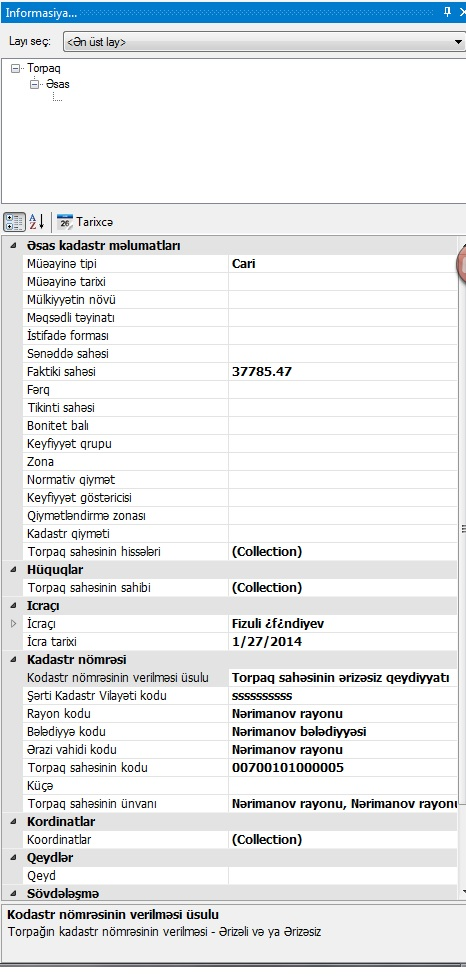 Informasiya...
Layı seç: <Ən üst lay>
Torpaq
Əsas
26 Tarixcə
Əsas kadastr məlumatları
Müəayinə tipi Cari
Müəayinə tarixi
Mülkiyyətin növü
Məqsədli təyinatı
İstifadə forması
Sənəddə sahəsi
Faktiki sahəsi 37785.47
Fərq
Tikinti sahəsi
Bonitet balı
Keyfiyyət qrupu
Zona
Normativ qiymət
Keyfiyyət göstəricisi
Qiymətləndirmə zonası
Kadastr qiyməti
Torpaq sahəsinin hissələri (Collection)
Hüquqlar
Torpaq sahəsinin sahibi (Collection)
Icraçı
İcraçı Fizuli ¿f¿ndiyev
İcra tarixi 1/27/2014
Kadastr nömrəsi
Kodastr nömrəsinin verilməsi üsulu Torpaq sahəsinin ərizəsiz qeydiyyatı
Şərti Kadastr Vilayəti kodu ssssssssss
Rayon kodu Nərimanov rayonu
Bələdiyyə kodu Nərimanov bələdiyyəsi
Ərazi vahidi kodu Nərimanov rayonu
Torpaq sahəsinin kodu 00700101000005
Küçə
Torpaq sahəsinin ünvanı Nərimanov rayonu, Nərimanov rayonu
Kordinatlar
Koordinatlar (Collection)
Qeydlər
Qeyd
Sövdələşmə
Kodastr nömrəsinin verilməsi üsulu
Torpağın kadastr nömrəsinin verilməsi - Ərizəli və ya Ərizəsiz